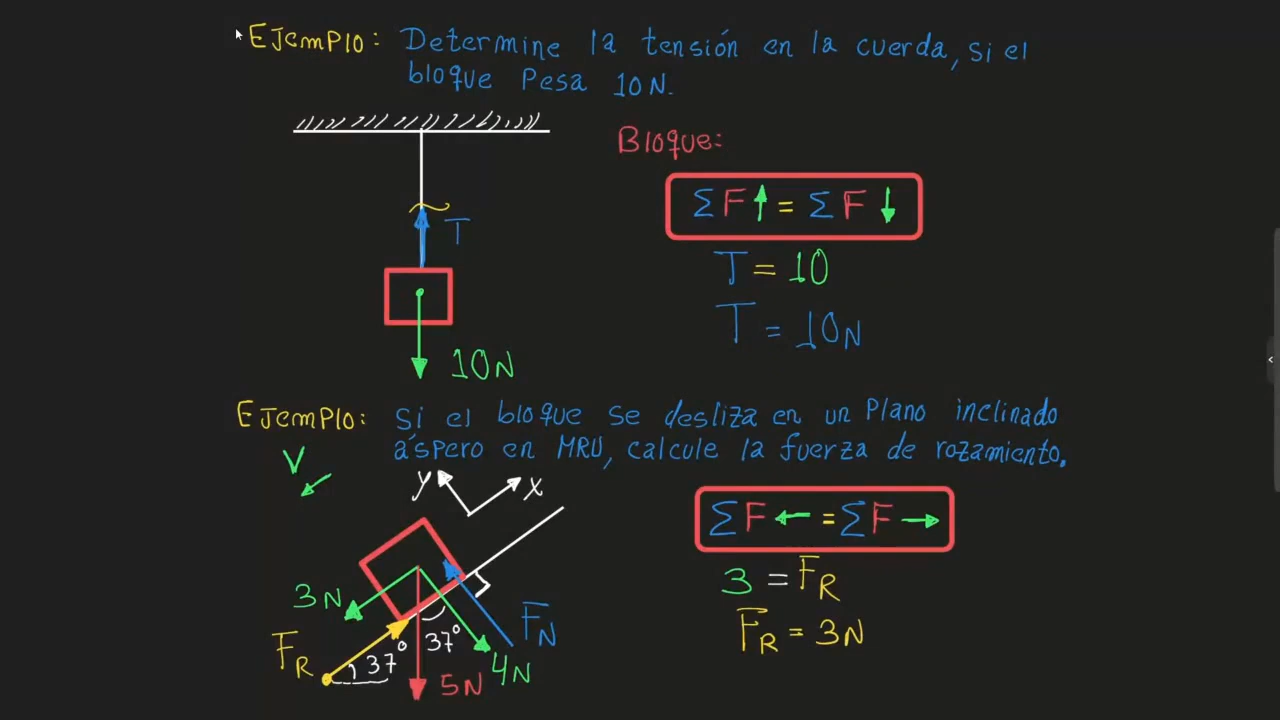 EJEMPLO: Determine la tensión en la cuerda, si el
bloque Pesa 10N.
Bloque:
ΣF↑ = ΣF↓
T
T = 10
T = 10N
10N
EJEMPLO: Si el bloque se desliza en un Plano inclinado
áspero en MRU, calcule la fuerza de rozamiento.
V
y
x
ΣF← = ΣF→
3 = FR
3N
FR = 3N
FN
FR
37°
37°
4N
5N